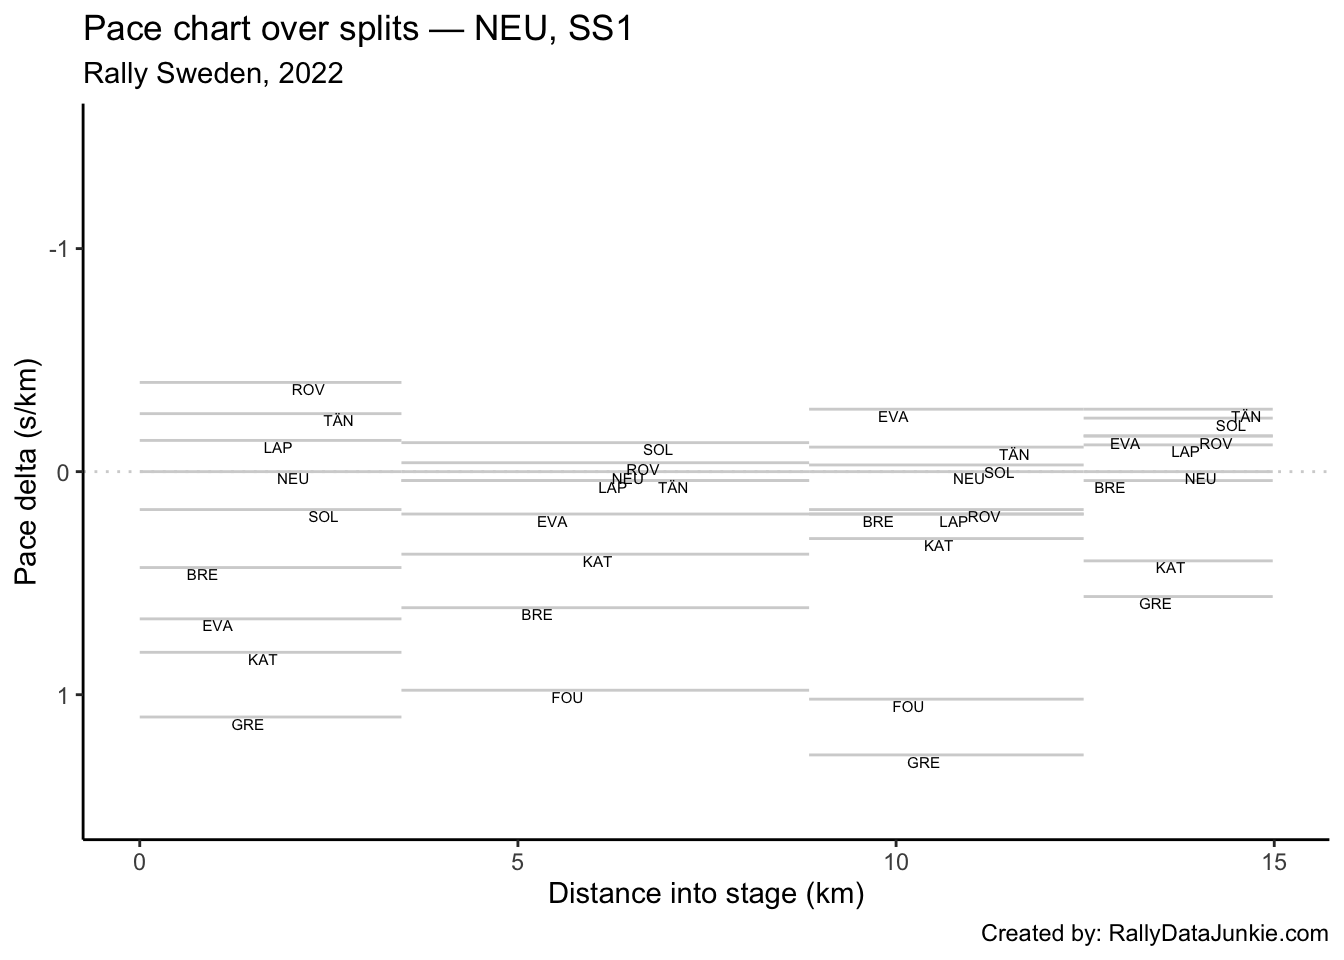 Pace chart over splits — NEU, SS1
Rally Sweden, 2022
Pace delta (s/km)
-1
0
1
ROV
TÄN
LAP
NEU
SOL
BRE
EVA
KAT
GRE
SOL
ROV
NEU
LAP
TÄN
EVA
KAT
BRE
FOU
EVA
TÄN
SOL
NEU
ROV
LAP
BRE
KAT
FOU
GRE
TÄN
SOL
EVA
ROV
LAP
NEU
BRE
KAT
GRE
0 5 10 15
Distance into stage (km)
Created by: RallyDataJunkie.com